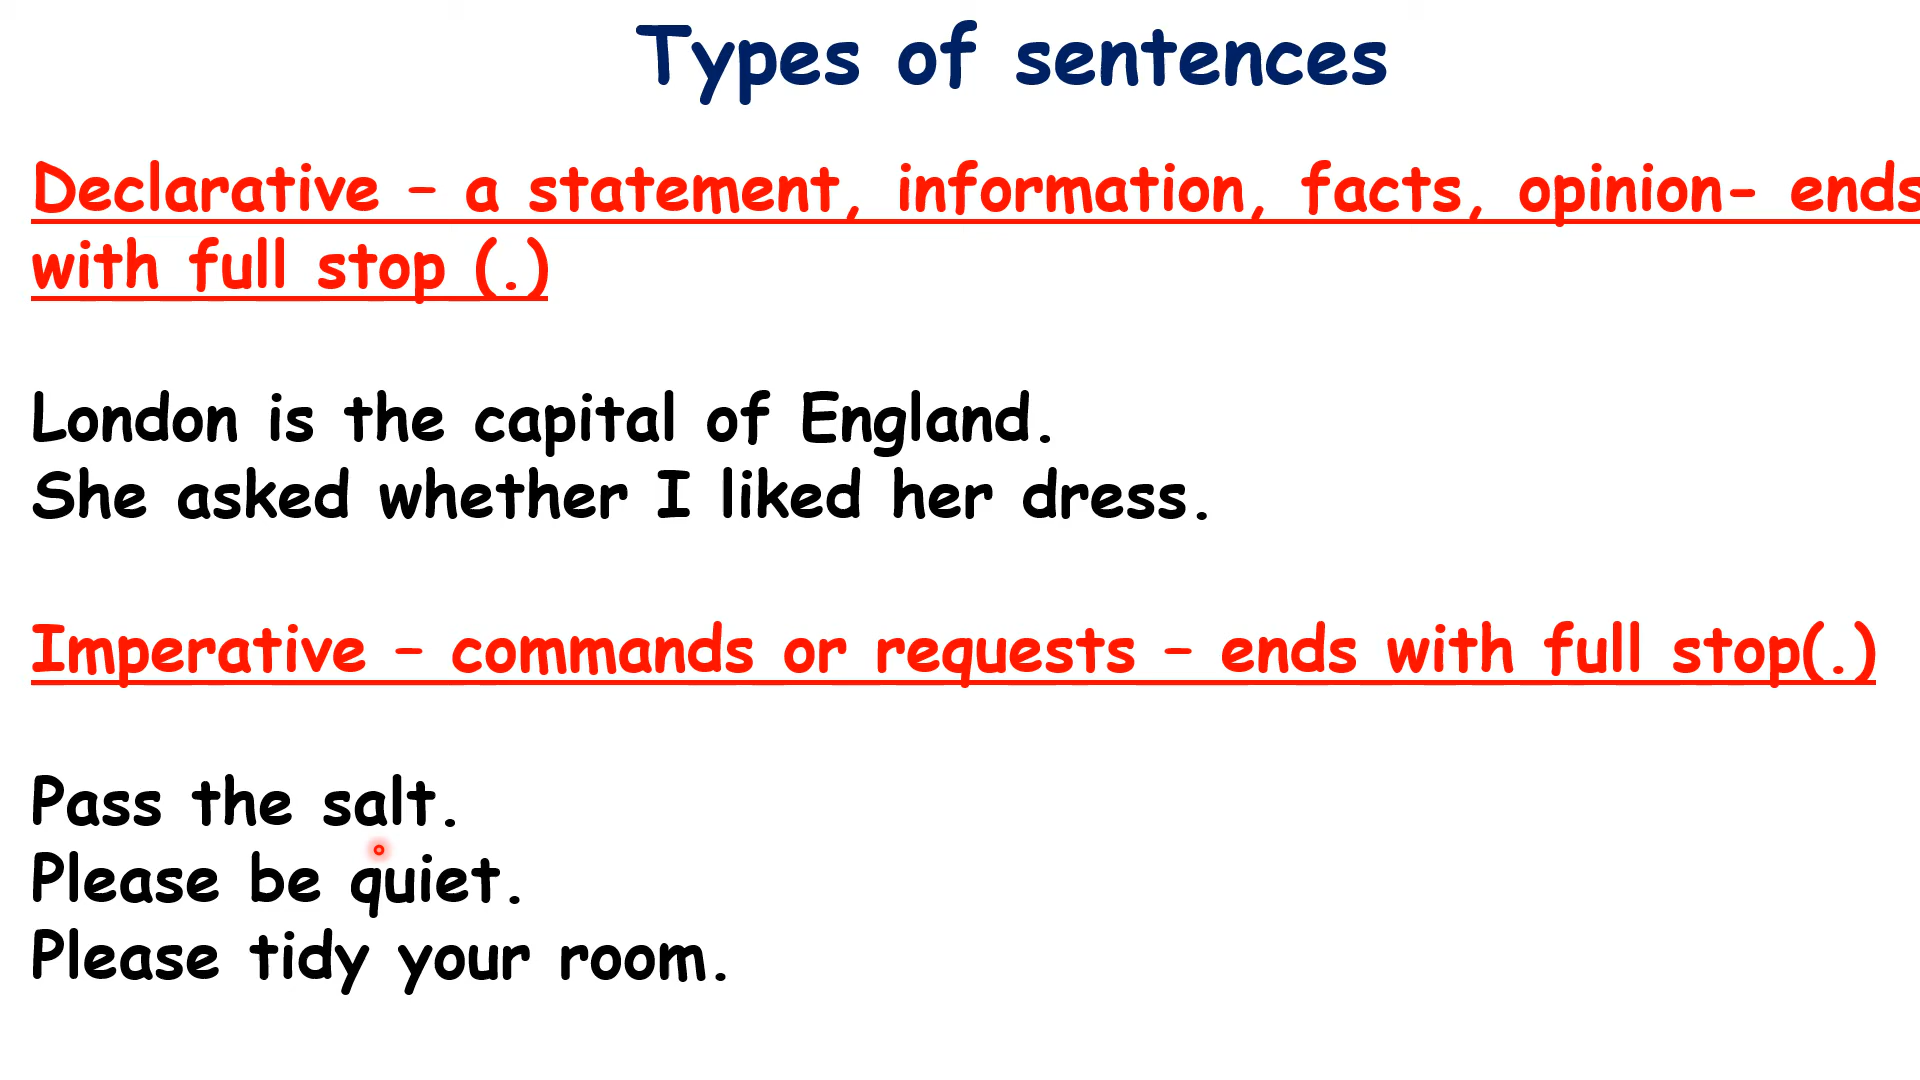 Types of sentences
Declarative – a statement, information, facts, opinion- ends
with full stop (.)
London is the capital of England.
She asked whether I liked her dress.
Imperative – commands or requests – ends with full stop(.)
Pass the salt.
Please be quiet.
Please tidy your room.